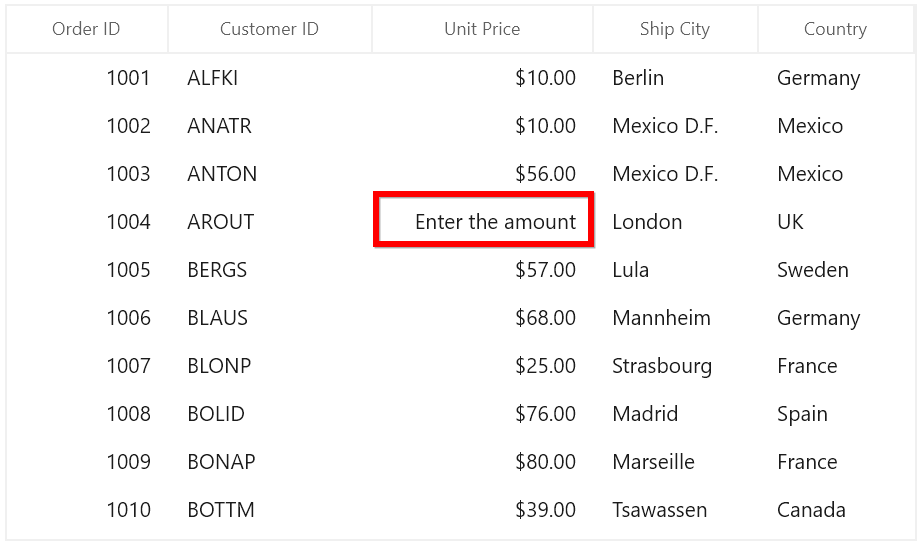 Order ID Customer ID Unit Price Ship City Country
1001 ALFKI $10.00 Berlin Germany
1002 ANATR $10.00 Mexico D.F. Mexico
1003 ANTON $56.00 Mexico D.F. Mexico
1004 AROUT Enter the amount London UK
1005 BERGS $57.00 Lula Sweden
1006 BLAUS $68.00 Mannheim Germany
1007 BLONP $25.00 Strasbourg France
1008 BOLID $76.00 Madrid Spain
1009 BONAP $80.00 Marseille France
1010 BOTTM $39.00 Tsawassen Canada